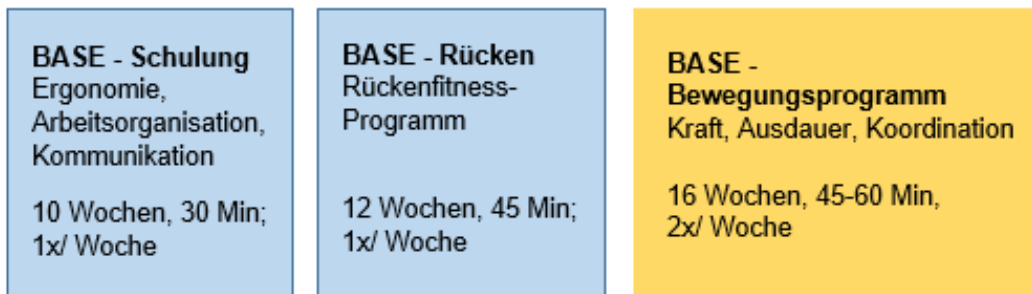 BASE - Schulung
Ergonomie,
Arbeitsorganisation,
Kommunikation
10 Wochen, 30 Min;
1x/ Woche
BASE - Rücken
Rückenfitness-
Programm
12 Wochen, 45 Min;
1x/ Woche
BASE -
Bewegungsprogramm
Kraft, Ausdauer, Koordination
16 Wochen, 45-60 Min,
2x/ Woche